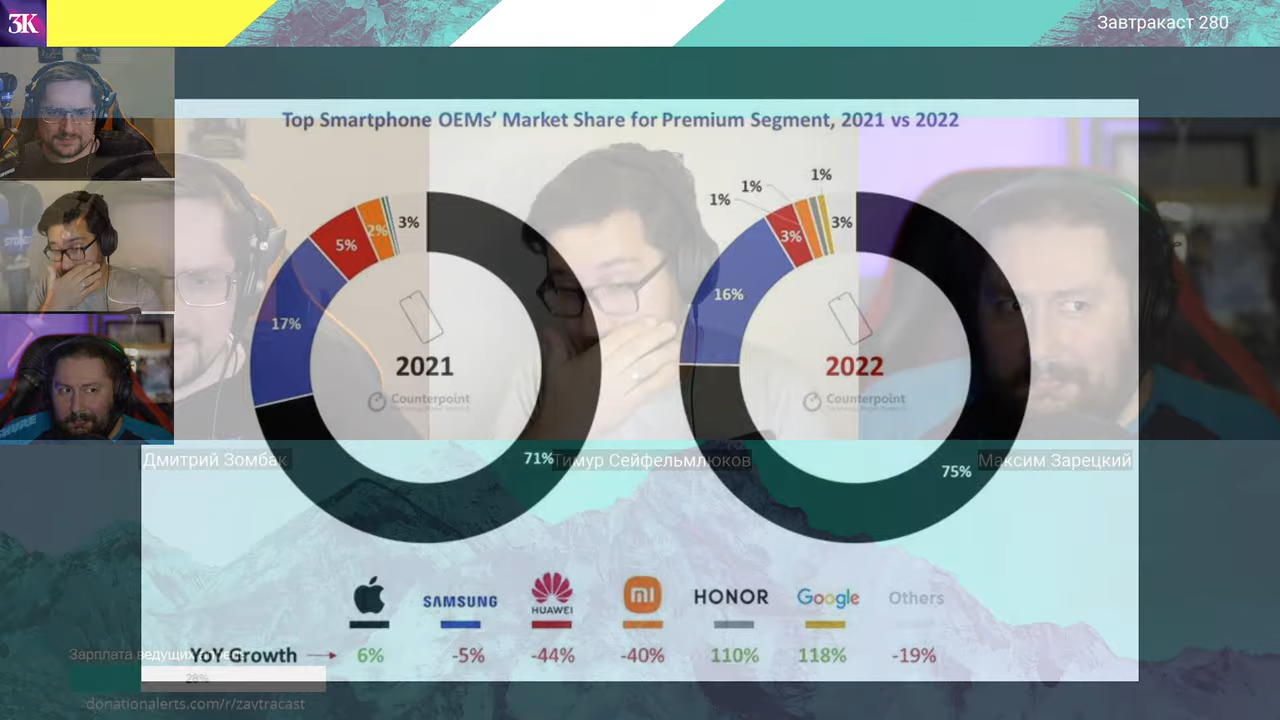 3K
Завтракаст 280
Top Smartphone OEMs' Market Share for Premium Segment, 2021 vs 2022
1%
1%
1%
3%
2%
5%
17%
71%
3%
3%
16%
75%
2021
Counterpoint
2022
Counterpoint
Дмитрий Зомбак
Тимур Сейфельмлюков
Максим Зарецкий
SAMSUNG
HUAWEI
mi
HONOR
Google
Others
YoY Growth
6%
-5%
-44%
-40%
110%
118%
-19%
Зарплата ведущих
28%
donationalerts.com/r/zavtracast